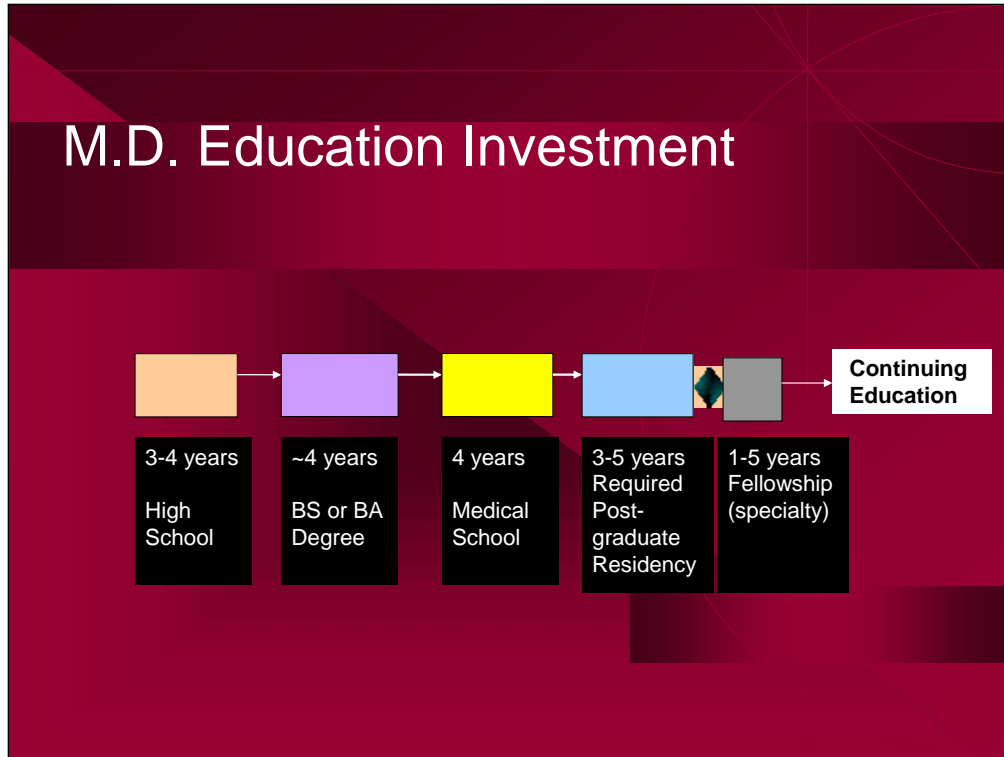 M.D. Education Investment
Continuing
Education
3-4 years
High
School
~4 years
BS or BA
Degree
4 years
Medical
School
3-5 years
Required
Post-
graduate
Residency
1-5 years
Fellowship
(specialty)